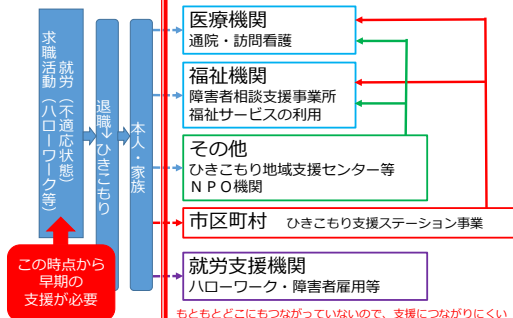 就労（不適応状態）
求職活動（ハローワーク等）
退職→ひきこもり
本人・家族
この時点から
早期の
支援が必要
医療機関
通院・訪問看護
福祉機関
障害者相談支援事業所
福祉サービスの利用
その他
ひきこもり地域支援センター等
ＮＰＯ機関
市区町村 ひきこもり支援ステーション事業
就労支援機関
ハローワーク・障害者雇用等
もともとどこにもつながっていないので、支援につながりにくい